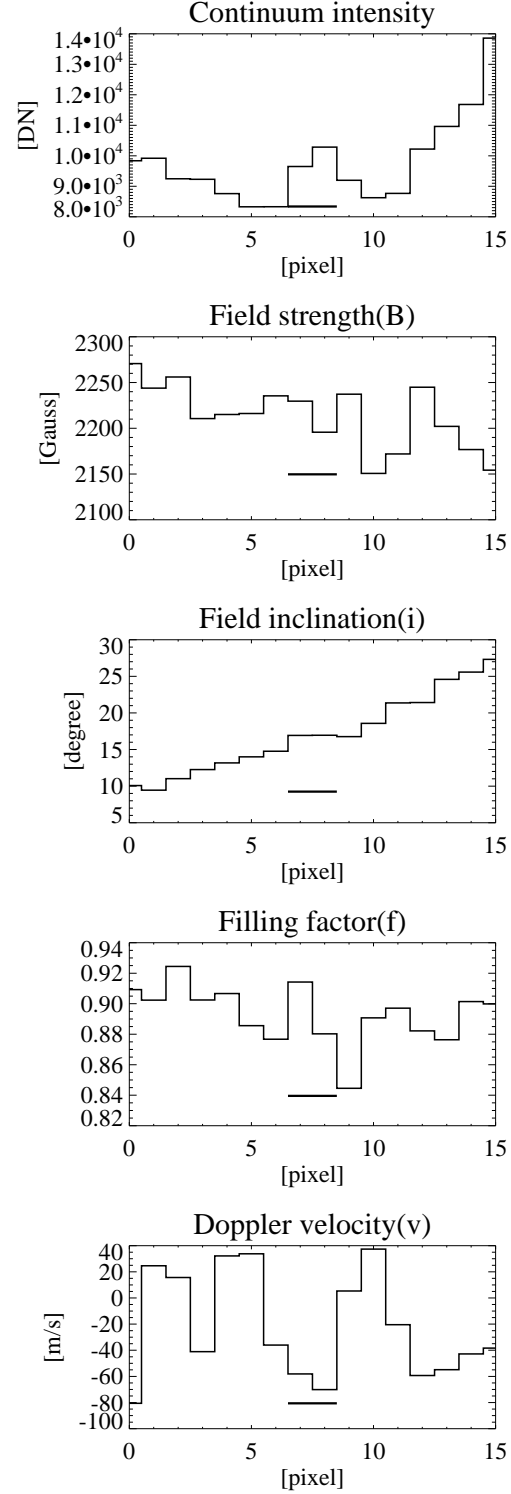 Continuum intensity
[DN]
1.4•10⁴
1.3•10⁴
1.2•10⁴
1.1•10⁴
1.0•10⁴
9.0•10³
8.0•10³
0 5 10 15
[pixel]
Field strength(B)
[Gauss]
2300
2250
2200
2150
2100
0 5 10 15
[pixel]
Field inclination(i)
[degree]
30
25
20
15
10
5
0 5 10 15
[pixel]
Filling factor(f)
0.94
0.92
0.90
0.88
0.86
0.84
0.82
0 5 10 15
[pixel]
Doppler velocity(v)
[m/s]
40
20
0
-20
-40
-60
-80
-100
0 5 10 15
[pixel]